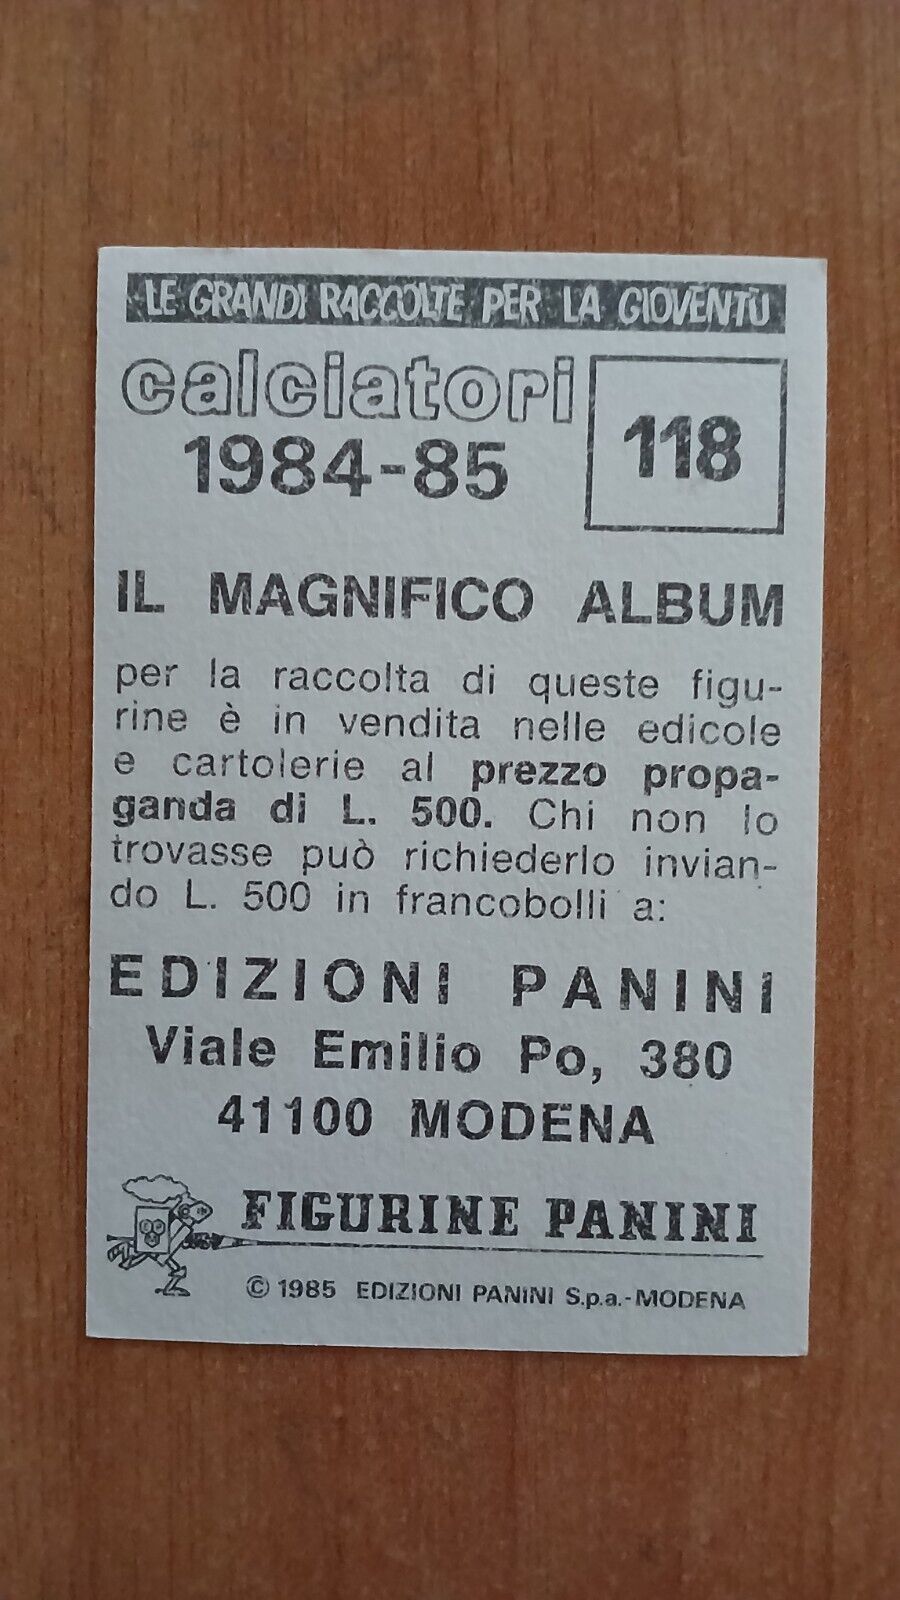 LE GRANDI RACCOLTE PER LA GIOVENTÙ
calciatori
1984-85
118
IL MAGNIFICO ALBUM
per la raccolta di queste figu-
rine è in vendita nelle edicole
e cartolerie al prezzo propa-
ganda di L. 500. Chi non lo
trovasse può richiederlo invian-
do L. 500 in francobolli a:
EDIZIONI PANINI
Viale Emilio Po, 380
41100 MODENA
FIGURINE PANINI
© 1985 EDIZIONI PANINI S.p.a.-MODENA